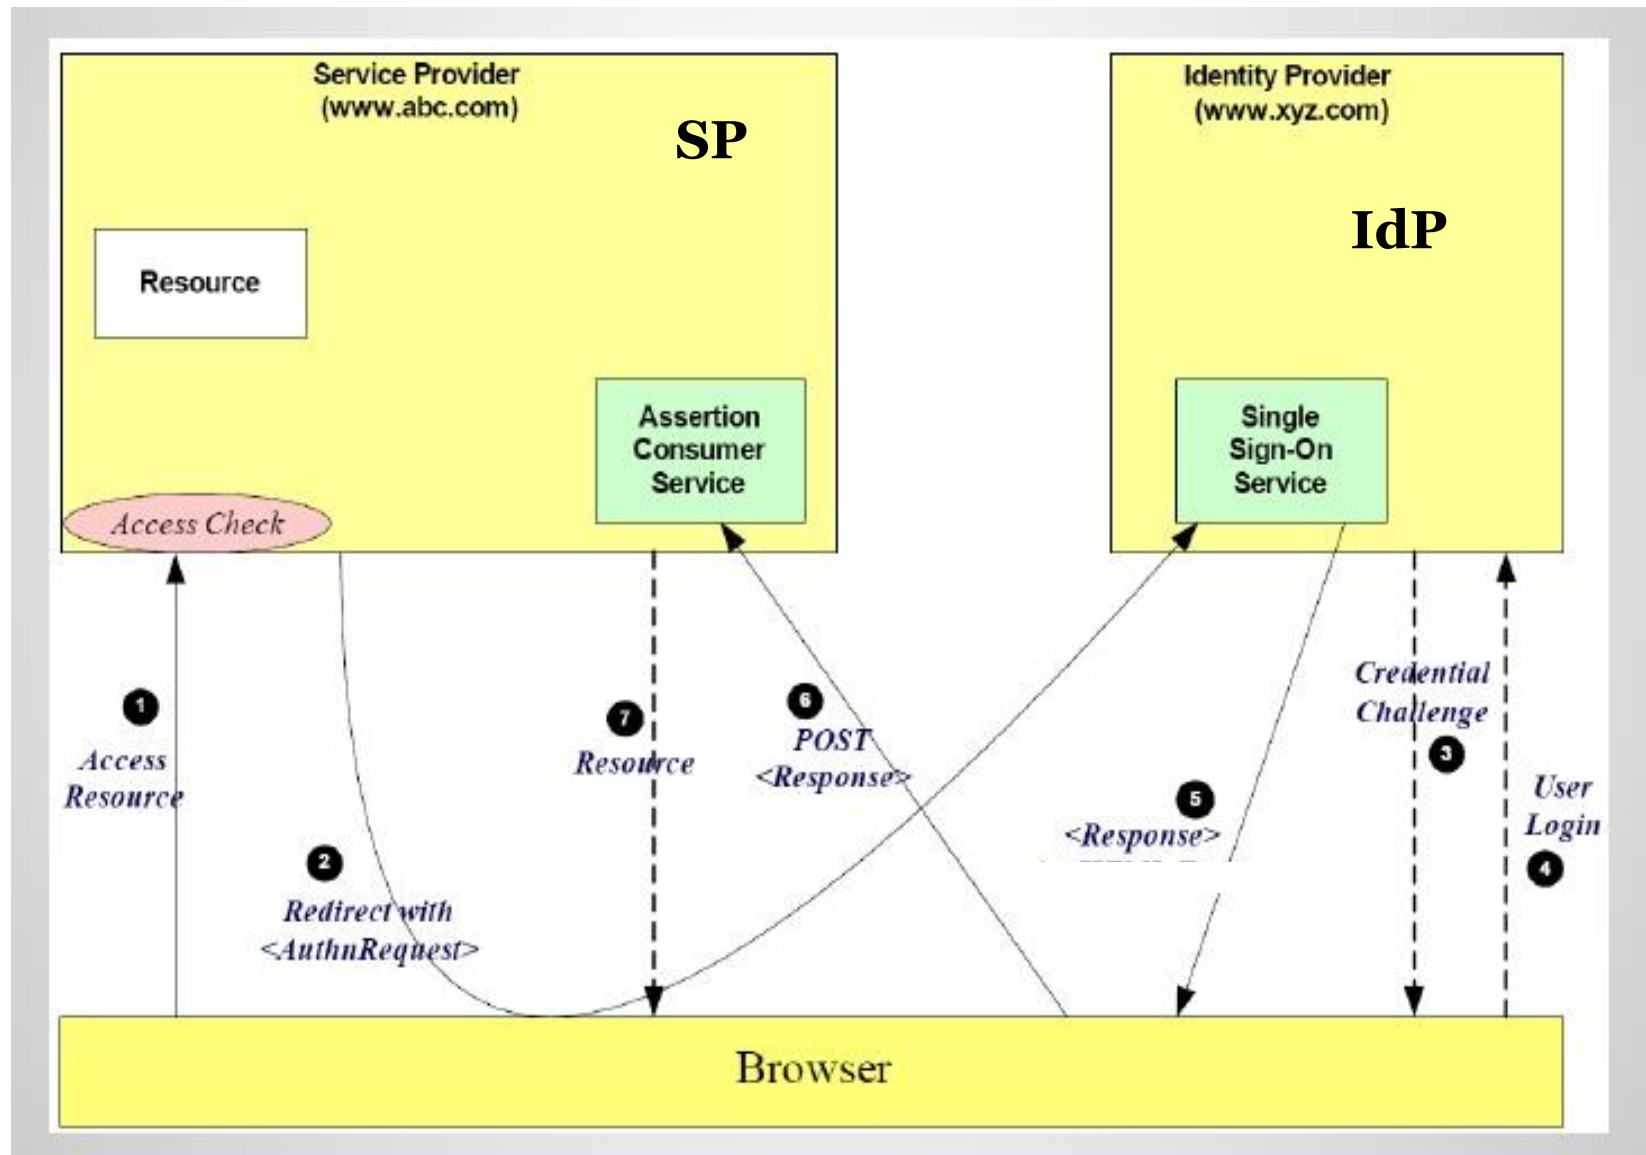 Service Provider
(www.abc.com)
SP
Resource
Assertion
Consumer
Service
Access Check
Identity Provider
(www.xyz.com)
IdP
Single
Sign-On
Service
1
Access
Resource
2
Redirect with
<AuthnRequest>
7
Resource
6
POST
<Response>
5
<Response>
Credential
Challenge
3
User
Login
4
Browser